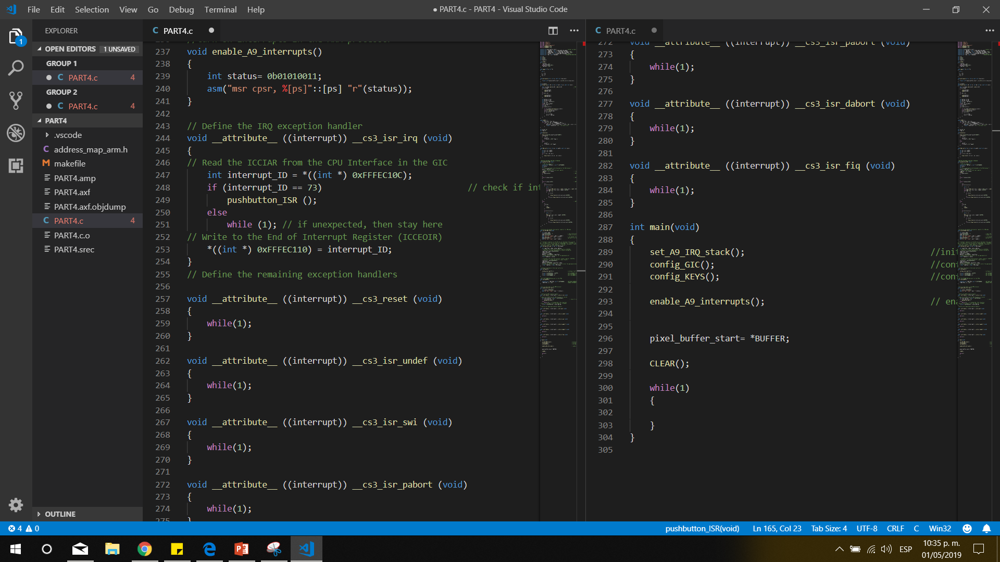 File Edit Selection View Go Debug Terminal Help
● PART4.c - PART4 - Visual Studio Code
EXPLORER
OPEN EDITORS 1 UNSAVED
GROUP 1
C PART4.c 4
GROUP 2
C PART4.c 4
PART4
.vscode
C address_map_arm.h
M makefile
PART4.amp
PART4.axf
PART4.axf.objdump
C PART4.c 4
PART4.c.o
PART4.srec
OUTLINE
1
C PART4.c
237 void enable_A9_interrupts()
238 {
239 int status= 0b01010011;
240 asm("msr cpsr, %[ps]"::[ps] "r"(status));
241 }
242
243 // Define the IRQ exception handler
244 void __attribute__ ((interrupt)) __cs3_isr_irq (void)
245 {
246 // Read the ICCIAR from the CPU Interface in the GIC
247 int interrupt_ID = *((int *) 0xFFFEC10C);
248 if (interrupt_ID == 73) // check if int
249 pushbutton_ISR ();
250 else
251 while (1); // if unexpected, then stay here
252 // Write to the End of Interrupt Register (ICCEOIR)
253 *((int *) 0xFFFEC110) = interrupt_ID;
254 }
255 // Define the remaining exception handlers
256
257 void __attribute__ ((interrupt)) __cs3_reset (void)
258 {
259 while(1);
260 }
261
262 void __attribute__ ((interrupt)) __cs3_isr_undef (void)
263 {
264 while(1);
265 }
266
267 void __attribute__ ((interrupt)) __cs3_isr_swi (void)
268 {
269 while(1);
270 }
271
272 void __attribute__ ((interrupt)) __cs3_isr_pabort (void)
273 {
274 while(1);
275 }
C PART4.c
272 void __attribute__ ((interrupt)) __cs3_isr_pabort (void)
273 {
274 while(1);
275 }
276
277 void __attribute__ ((interrupt)) __cs3_isr_dabort (void)
278 {
279 while(1);
280 }
281
282 void __attribute__ ((interrupt)) __cs3_isr_fiq (void)
283 {
284 while(1);
285 }
286
287 int main(void)
288 {
289 set_A9_IRQ_stack(); //init
290 config_GIC(); //conf
291 config_KEYS(); //conf
292
293 enable_A9_interrupts(); // ena
294
295
296 pixel_buffer_start= *BUFFER;
297
298 CLEAR();
299
300 while(1)
301 {
302
303 }
304 }
305
4 0
pushbutton_ISR(void) Ln 165, Col 23 Tab Size: 4 UTF-8 CRLF C Win32
ESP
10:35 p. m.
01/05/2019